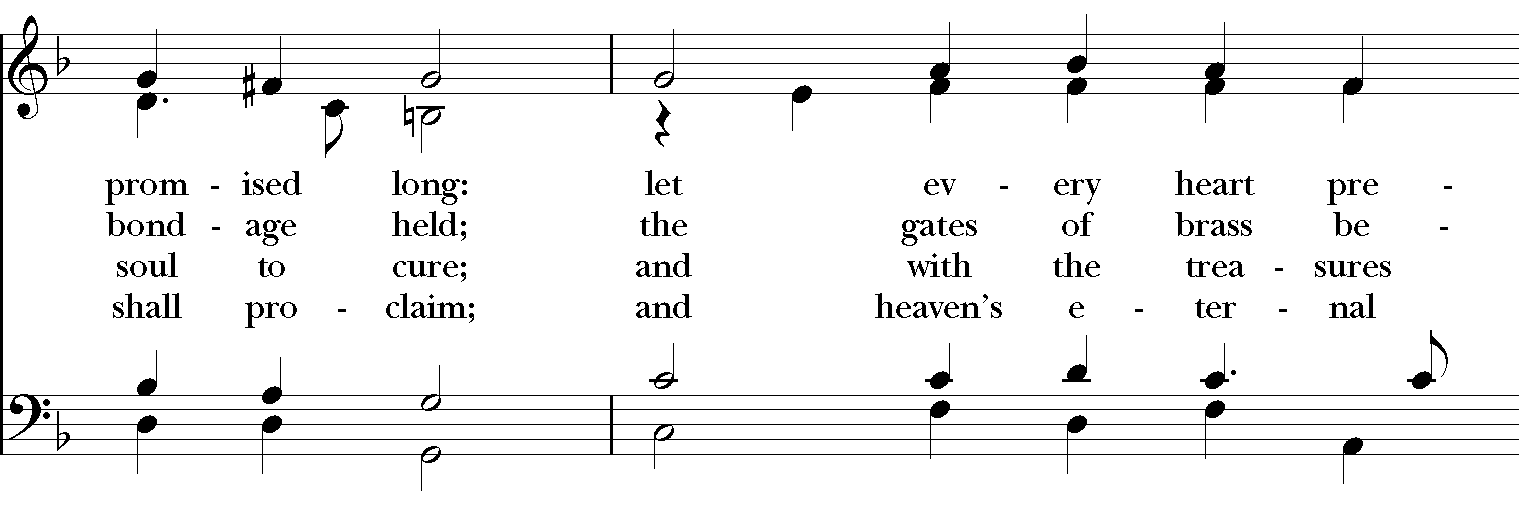 prom - ised long: let ev - ery heart pre -
bond - age held; the gates of brass be -
soul to cure; and with the trea - sures
shall pro - claim; and heaven’s e - ter - nal